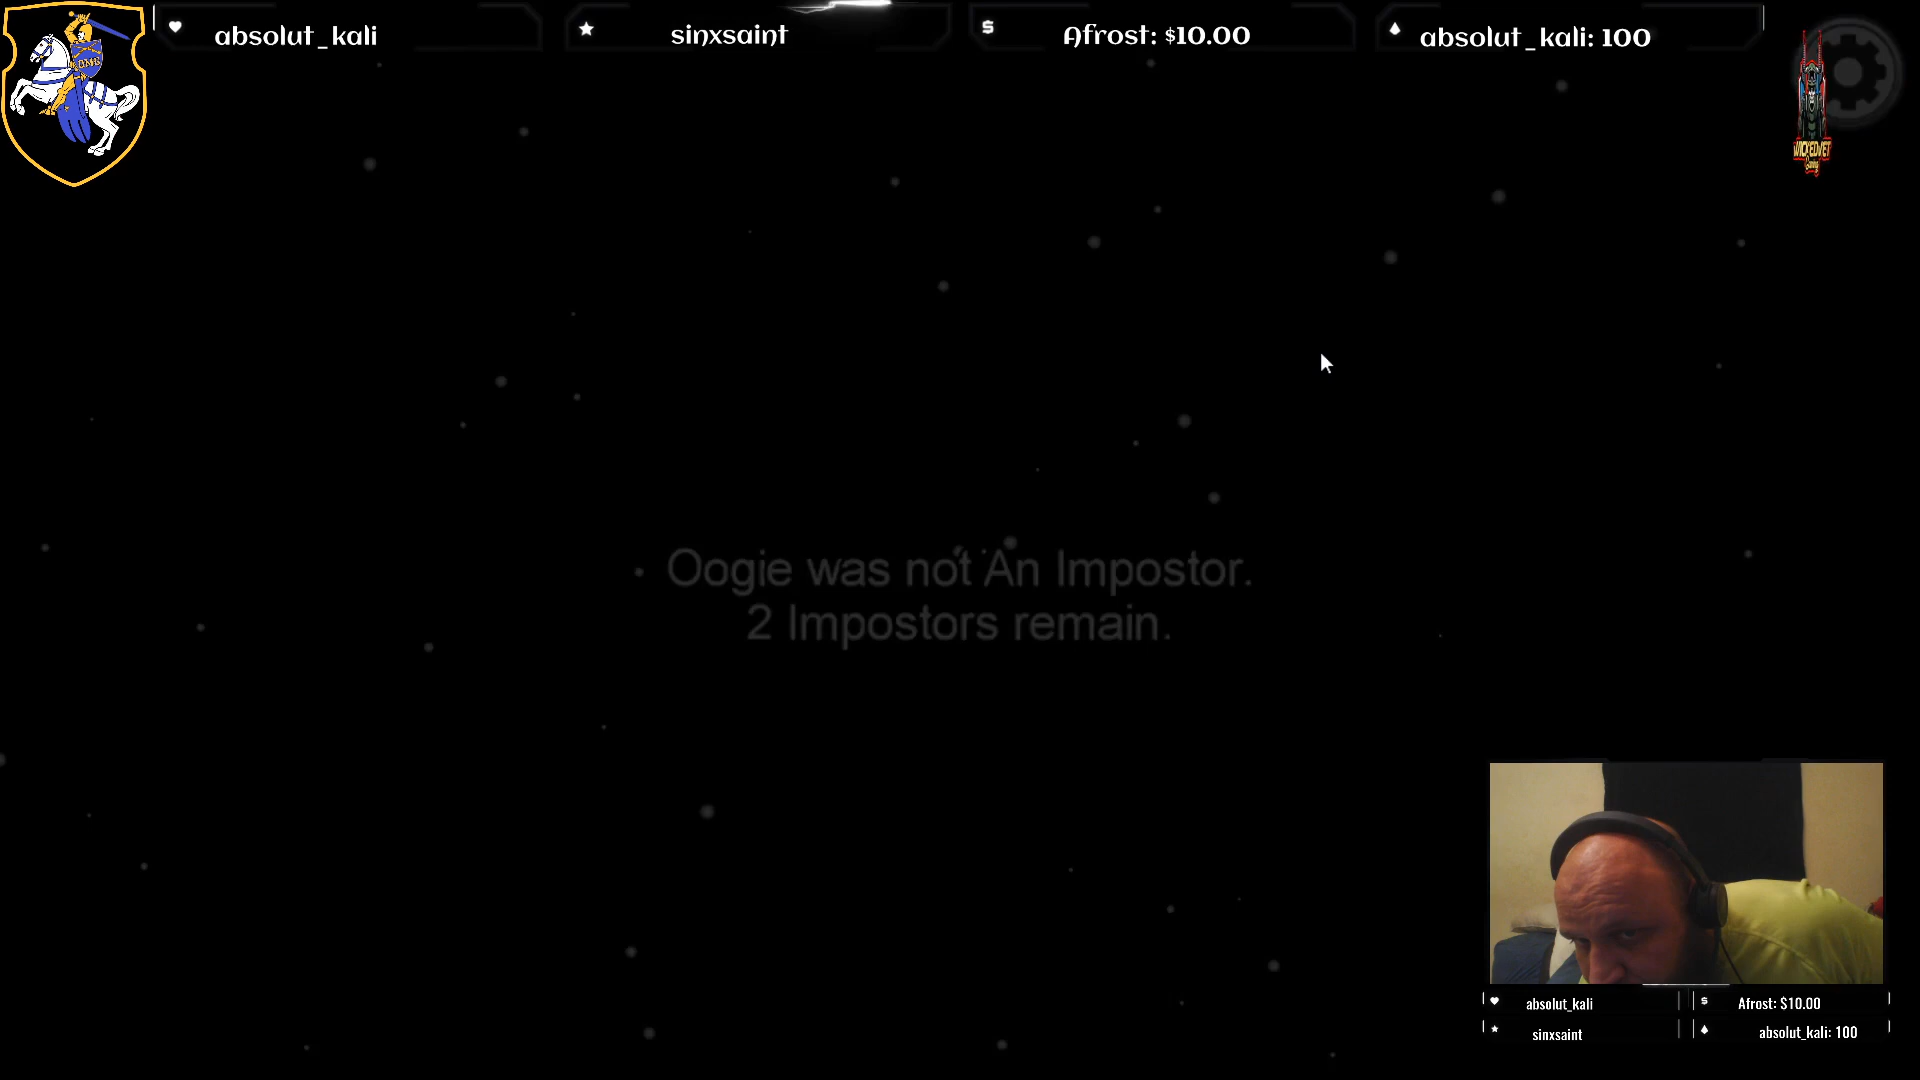 absolut_kali
sinxsaint
$
Afrost: $10.00
absolut_kali: 100
WICKEDVET
Oogie was not An Impostor.
2 Impostors remain.
absolut_kali
$
Afrost: $10.00
sinxsaint
absolut_kali: 100